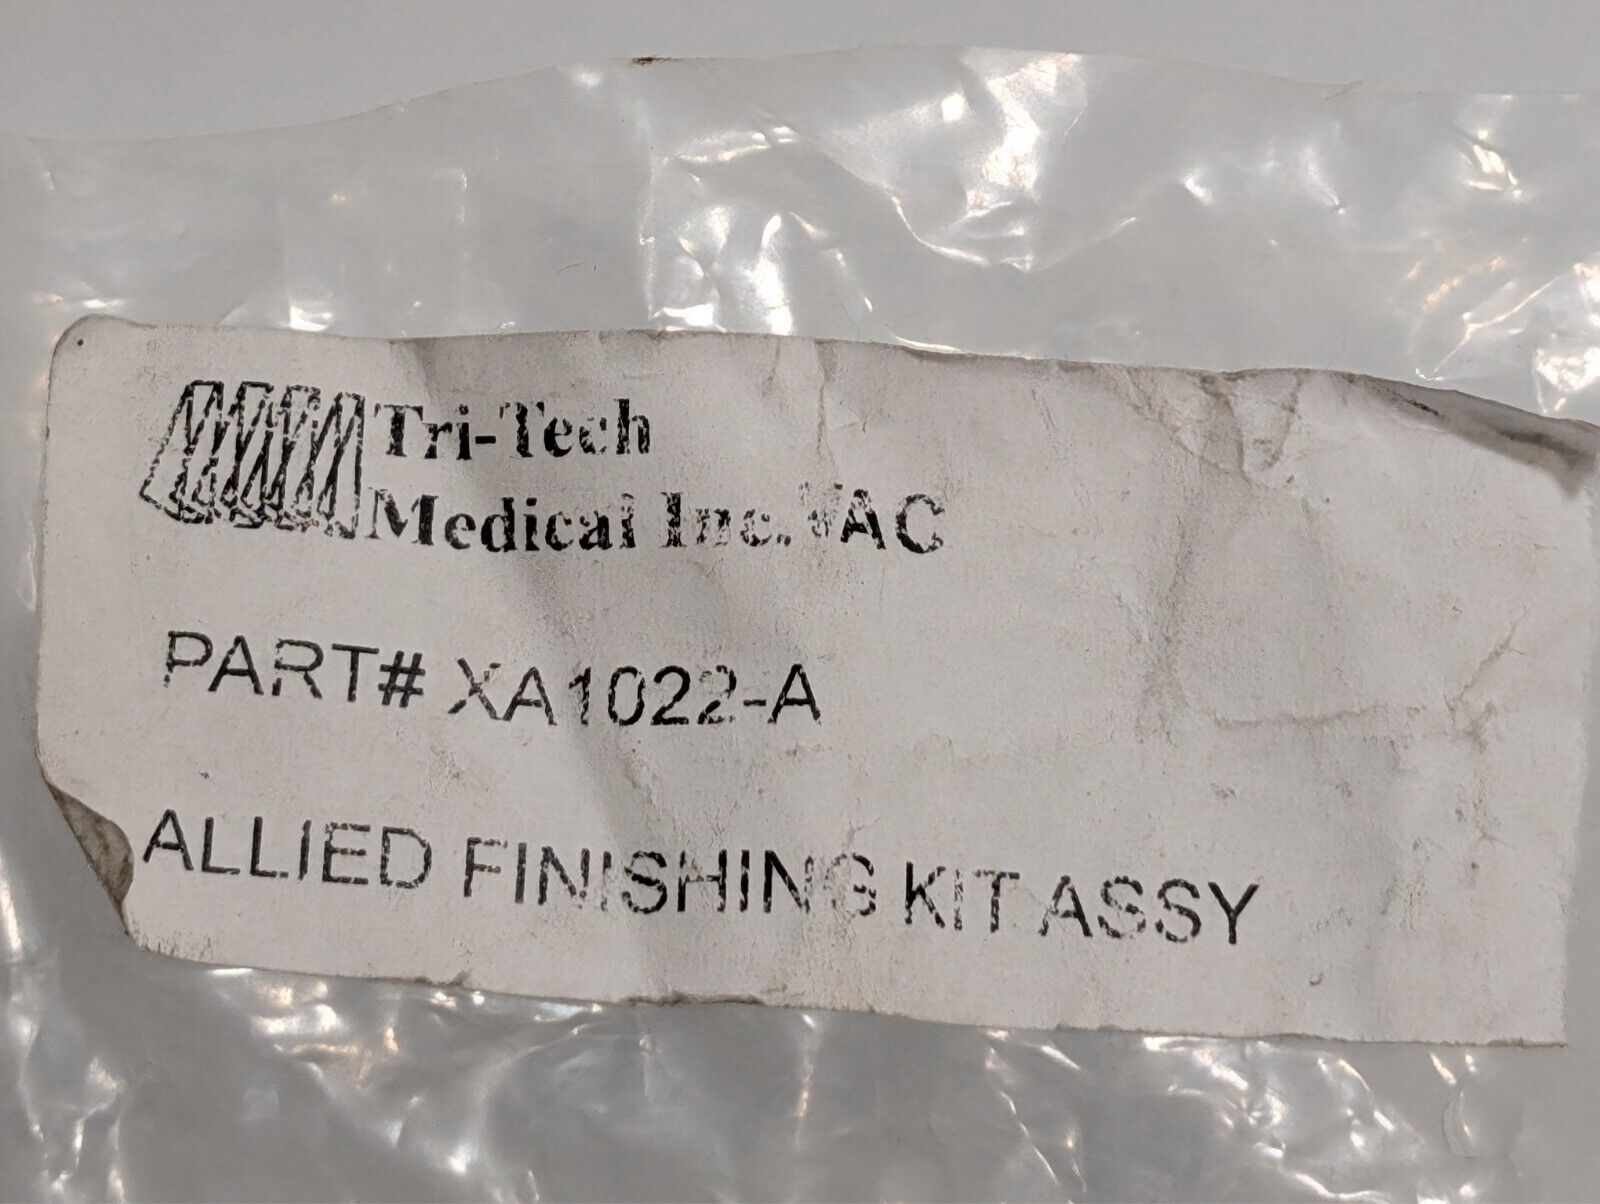 Tri-Tech
Medical Inc. VAC
PART# XA1022-A
ALLIED FINISHING KIT ASSY